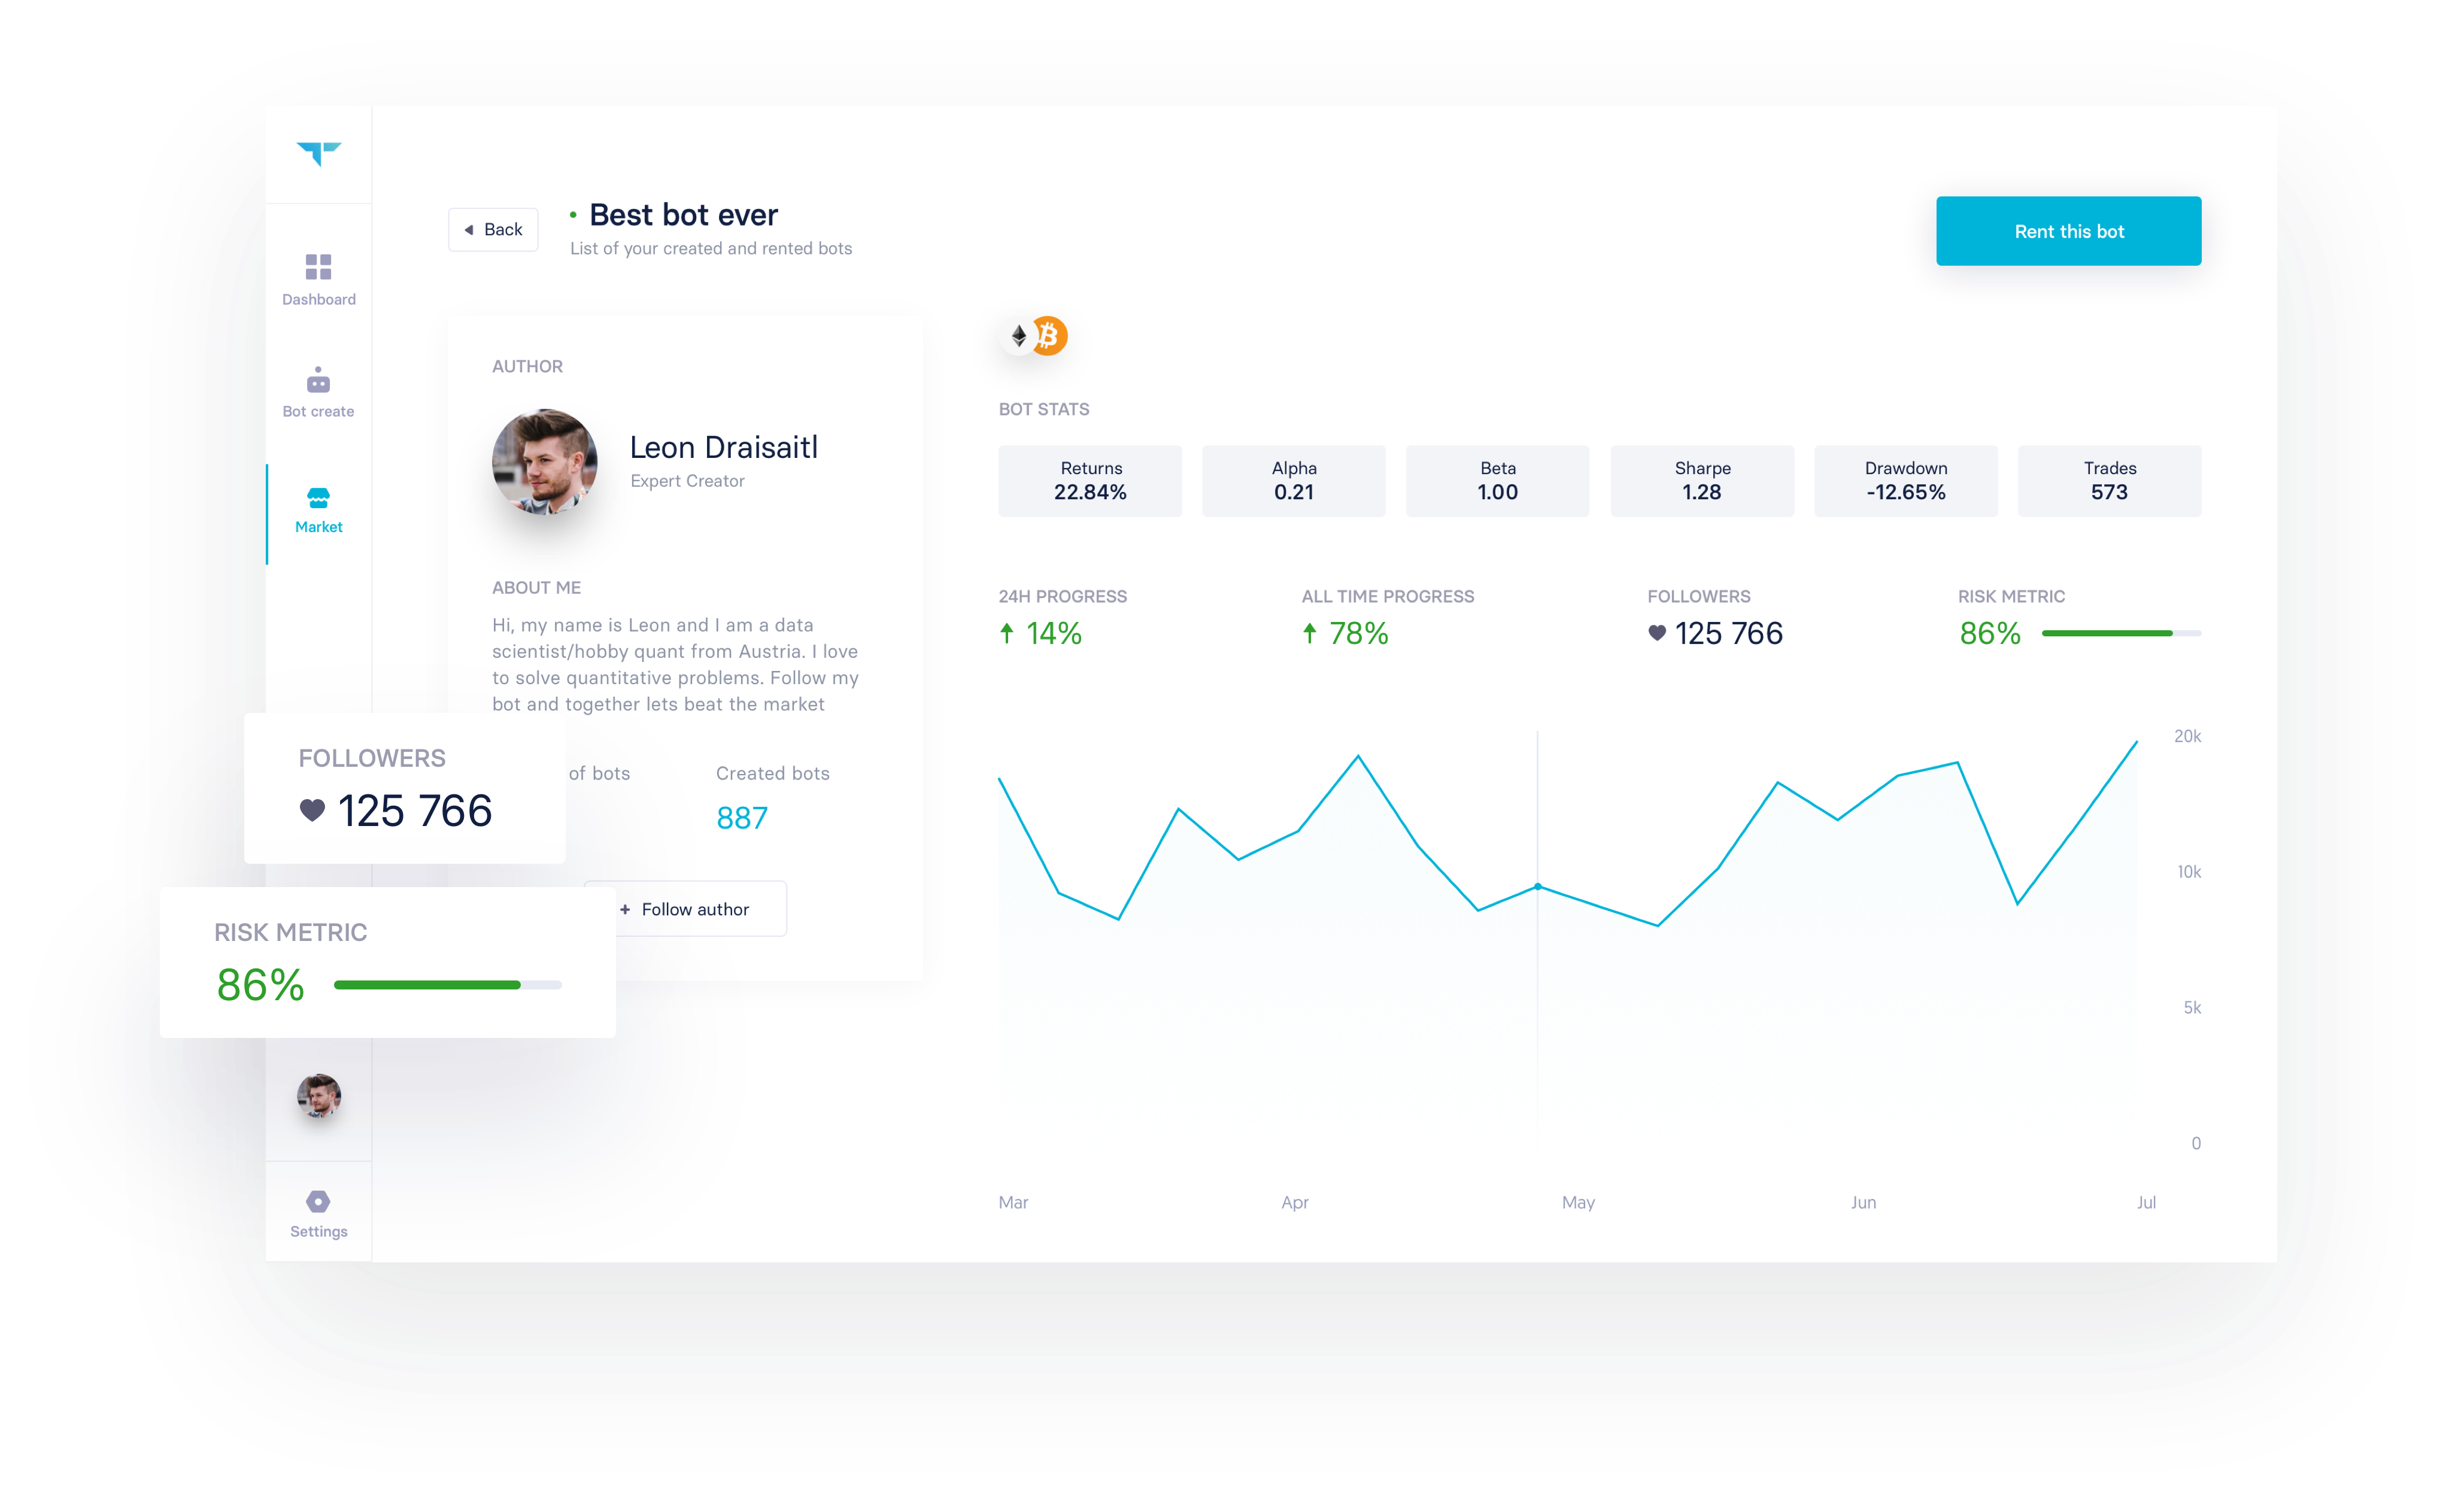 Back
Best bot ever
List of your created and rented bots
Rent this bot
Dashboard
Bot create
Market
AUTHOR
Leon Draisaitl
Expert Creator
ABOUT ME
Hi, my name is Leon and I am a data
scientist/hobby quant from Austria. I love
to solve quantitative problems. Follow my
bot and together lets beat the market
of bots
Created bots
887
+ Follow author
FOLLOWERS
125 766
RISK METRIC
86%
Settings
BOT STATS
Returns
22.84%
Alpha
0.21
Beta
1.00
Sharpe
1.28
Drawdown
-12.65%
Trades
573
24H PROGRESS
14%
ALL TIME PROGRESS
78%
FOLLOWERS
125 766
RISK METRIC
86%
20k
10k
5k
0
Mar
Apr
May
Jun
Jul